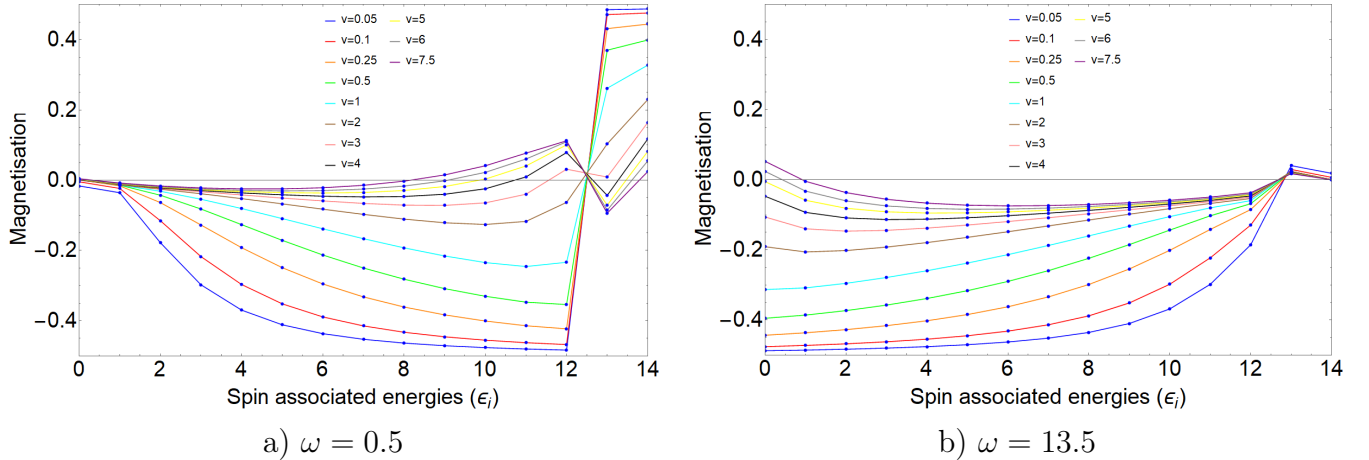 v=0.05 v=5
v=0.1 v=6
v=0.25 v=7.5
v=0.5
v=1
v=2
v=3
v=4
Magnetisation
0.4
0.2
0.0
−0.2
−0.4
0 2 4 6 8 10 12 14
Spin associated energies (ϵᵢ)
a) ω = 0.5
v=0.05 v=5
v=0.1 v=6
v=0.25 v=7.5
v=0.5
v=1
v=2
v=3
v=4
Magnetisation
0.4
0.2
0.0
−0.2
−0.4
0 2 4 6 8 10 12 14
Spin associated energies (ϵᵢ)
b) ω = 13.5